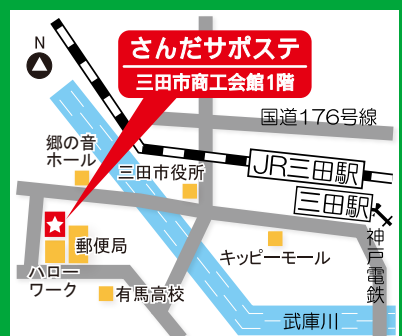 N
さんだサポステ
三田市商工会館1階
国道176号線
郷の音
ホール
三田市役所
JR三田駅
三田駅
神戸電鉄
郵便局
キッピーモール
ハロー
ワーク
有馬高校
武庫川